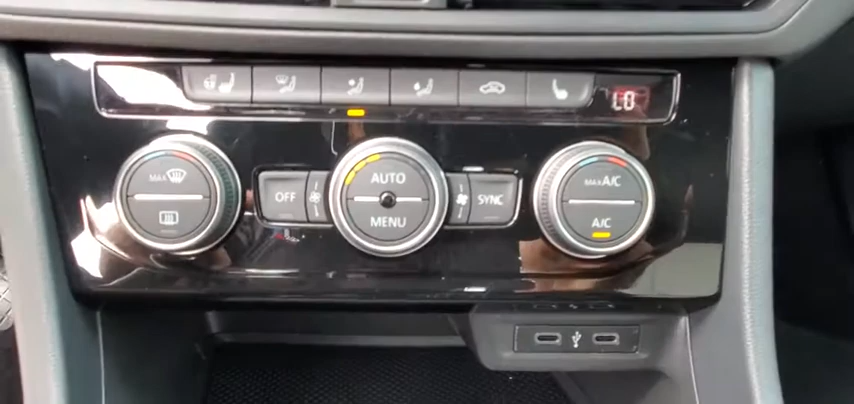 LO
MAX
AUTO
MAX A/C
OFF
SYNC
MENU
A/C